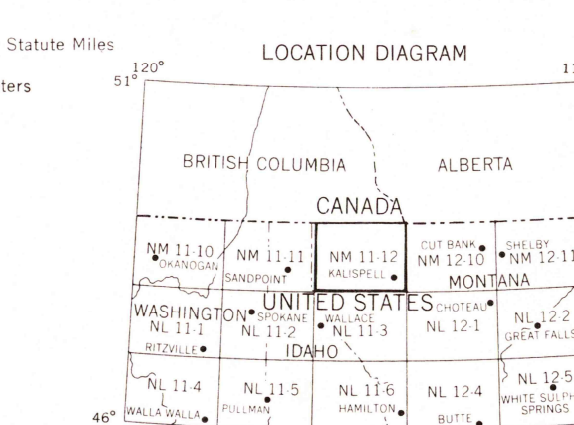 Statute Miles
LOCATION DIAGRAM
120°
51°
BRITISH COLUMBIA
ALBERTA
CANADA
NM 11-10
OKANOGAN
NM 11-11
SANDPOINT
NM 11-12
KALISPELL
CUT BANK
NM 12-10
SHELBY
NM 12-11
MONTANA
UNITED STATES
WASHINGTON
NL 11-1
RITZVILLE
SPOKANE
NL 11-2
WALLACE
NL 11-3
CHOTEAU
NL 12-1
NL 12-2
GREAT FALLS
IDAHO
NL 11-4
WALLA WALLA
NL 11-5
PULLMAN
NL 11-6
HAMILTON
NL 12-4
BUTTE
NL 12-5
WHITE SULPH
SPRINGS
46°